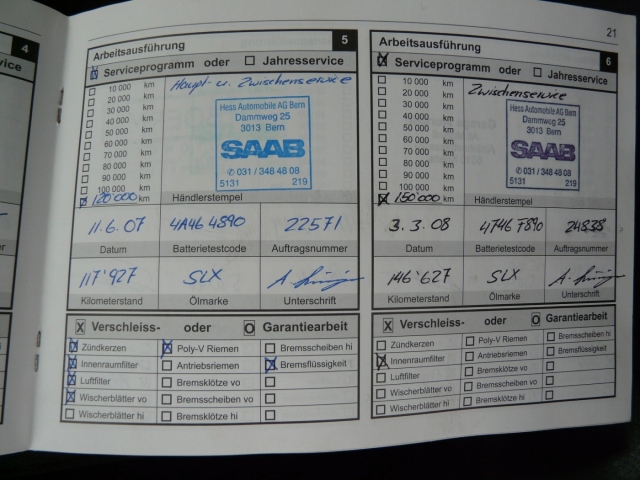 4
vice
er
21
Arbeitsausführung 5
☒ Serviceprogramm oder ☐ Jahresservice
Haupt- u. Zwischenservice
☐ 10 000 km
☐ 20 000 km
☐ 30 000 km
☐ 40 000 km
☐ 50 000 km
☐ 60 000 km
☐ 70 000 km
☐ 80 000 km
☐ 90 000 km
☐ 100 000 km
☒ 120'000 km
Hess Automobile AG Bern
Dammweg 25
3013 Bern
SAAB
✆ 031 / 348 48 08
5131 219
Händlerstempel
11.6.07 4A464890 22571
Datum Batterietestcode Auftragsnummer
117'927 SLX
Kilometerstand Ölmarke Unterschrift
X Verschleiss- oder O Garantiearbeit
☒ Zündkerzen ☒ Poly-V Riemen ☐ Bremsscheiben hi
☒ Innenraumfilter ☐ Antriebsriemen ☒ Bremsflüssigkeit
☒ Luftfilter ☐ Bremsklötze vo ☐
☒ Wischerblätter vo ☐ Bremsscheiben vo ☐
☐ Wischerblätter hi ☐ Bremsklötze hi ☐
Arbeitsausführung 6
☒ Serviceprogramm oder ☐ Jahresservice
Zwischenservice
☐ 10 000 km
☐ 20 000 km
☐ 30 000 km
☐ 40 000 km
☐ 50 000 km
☐ 60 000 km
☐ 70 000 km
☐ 80 000 km
☐ 90 000 km
☐ 100 000 km
☒ 150'000 km
Hess Automobile AG Bern
Dammweg 25
3013 Bern
SAAB
✆ 031 / 348 48 08
5131 219
Händlerstempel
3.3.08 4746 7890 24838
Datum Batterietestcode Auftragsnummer
146'627 SLX
Kilometerstand Ölmarke Unterschrift
X Verschleiss- oder O Garantiearbeit
☐ Zündkerzen ☐ Poly-V Riemen ☐ Bremsscheiben hi
☒ Innenraumfilter ☐ Antriebsriemen ☐ Bremsflüssigkeit
☐ Luftfilter ☐ Bremsklötze vo ☐
☐ Wischerblätter vo ☐ Bremsscheiben vo ☐
☐ Wischerblätter hi ☐ Bremsklötze hi ☐